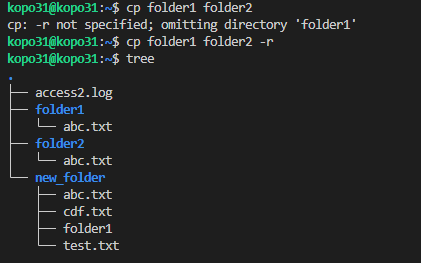 kopo31@kopo31:~$ cp folder1 folder2
cp: -r not specified; omitting directory 'folder1'
kopo31@kopo31:~$ cp folder1 folder2 -r
kopo31@kopo31:~$ tree
.
├── access2.log
├── folder1
│   └── abc.txt
├── folder2
│   └── abc.txt
└── new_folder
    ├── abc.txt
    ├── cdf.txt
    ├── folder1
    └── test.txt